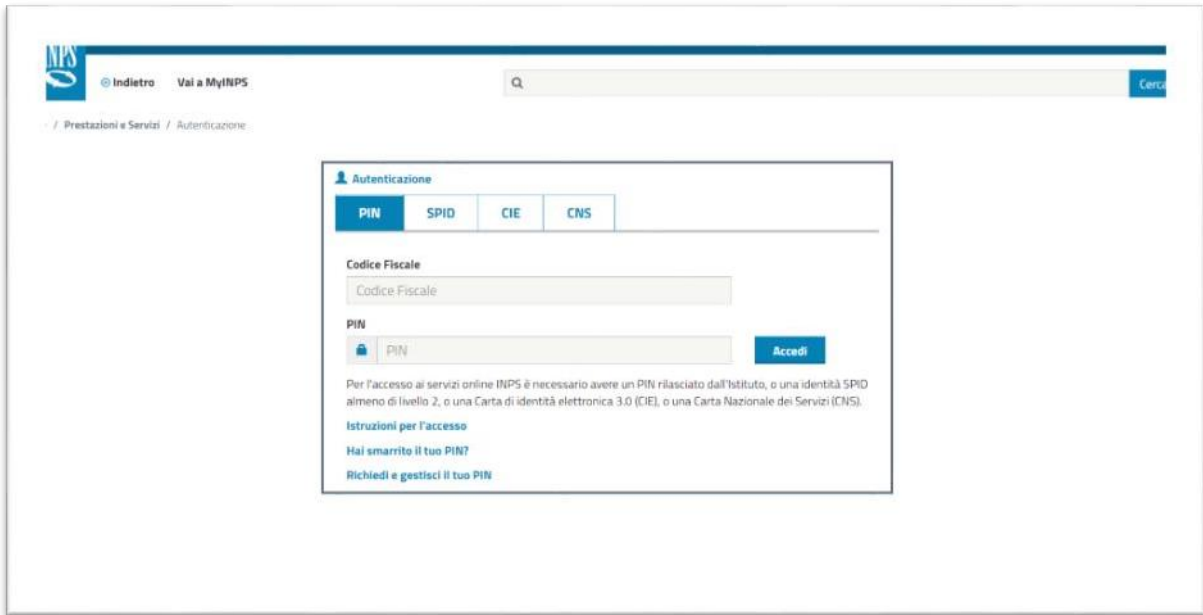 NPS
Indietro Vai a MyINPS
Cerca
/ Prestazioni e Servizi / Autenticazione
Autenticazione
PIN SPID CIE CNS
Codice Fiscale
Codice Fiscale
PIN
PIN
Accedi
Per l'accesso ai servizi online INPS è necessario avere un PIN rilasciato dall'Istituto, o una identità SPID
almeno di livello 2, o una Carta di identità elettronica 3.0 (CIE), o una Carta Nazionale dei Servizi (CNS).
Istruzioni per l'accesso
Hai smarrito il tuo PIN?
Richiedi e gestisci il tuo PIN